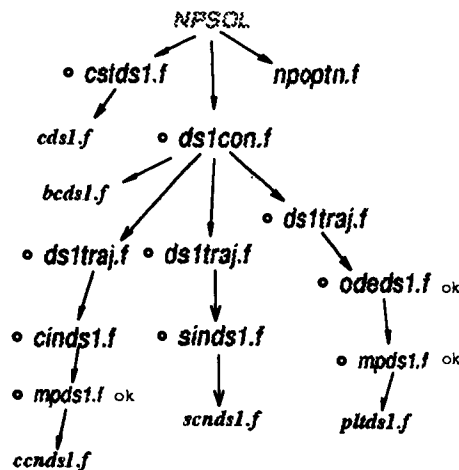 NPSOL
cstds1.f
npoptn.f
cds1.f
ds1con.f
bcds1.f
ds1traj.f
ds1traj.f
ds1traj.f
odeds1.f ok
cinds1.f
sinds1.f
mpds1.f ok
mpds1.f ok
scnds1.f
pltds1.f
ccnds1.f